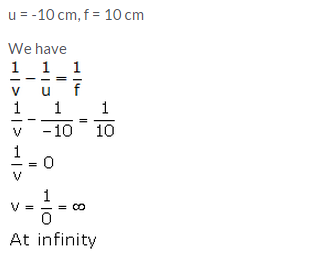 u = -10 cm, f = 10 cm
We have
1/v - 1/u = 1/f
1/v - 1/-10 = 1/10
1/v = 0
v = 1/0 = ∞
At infinity